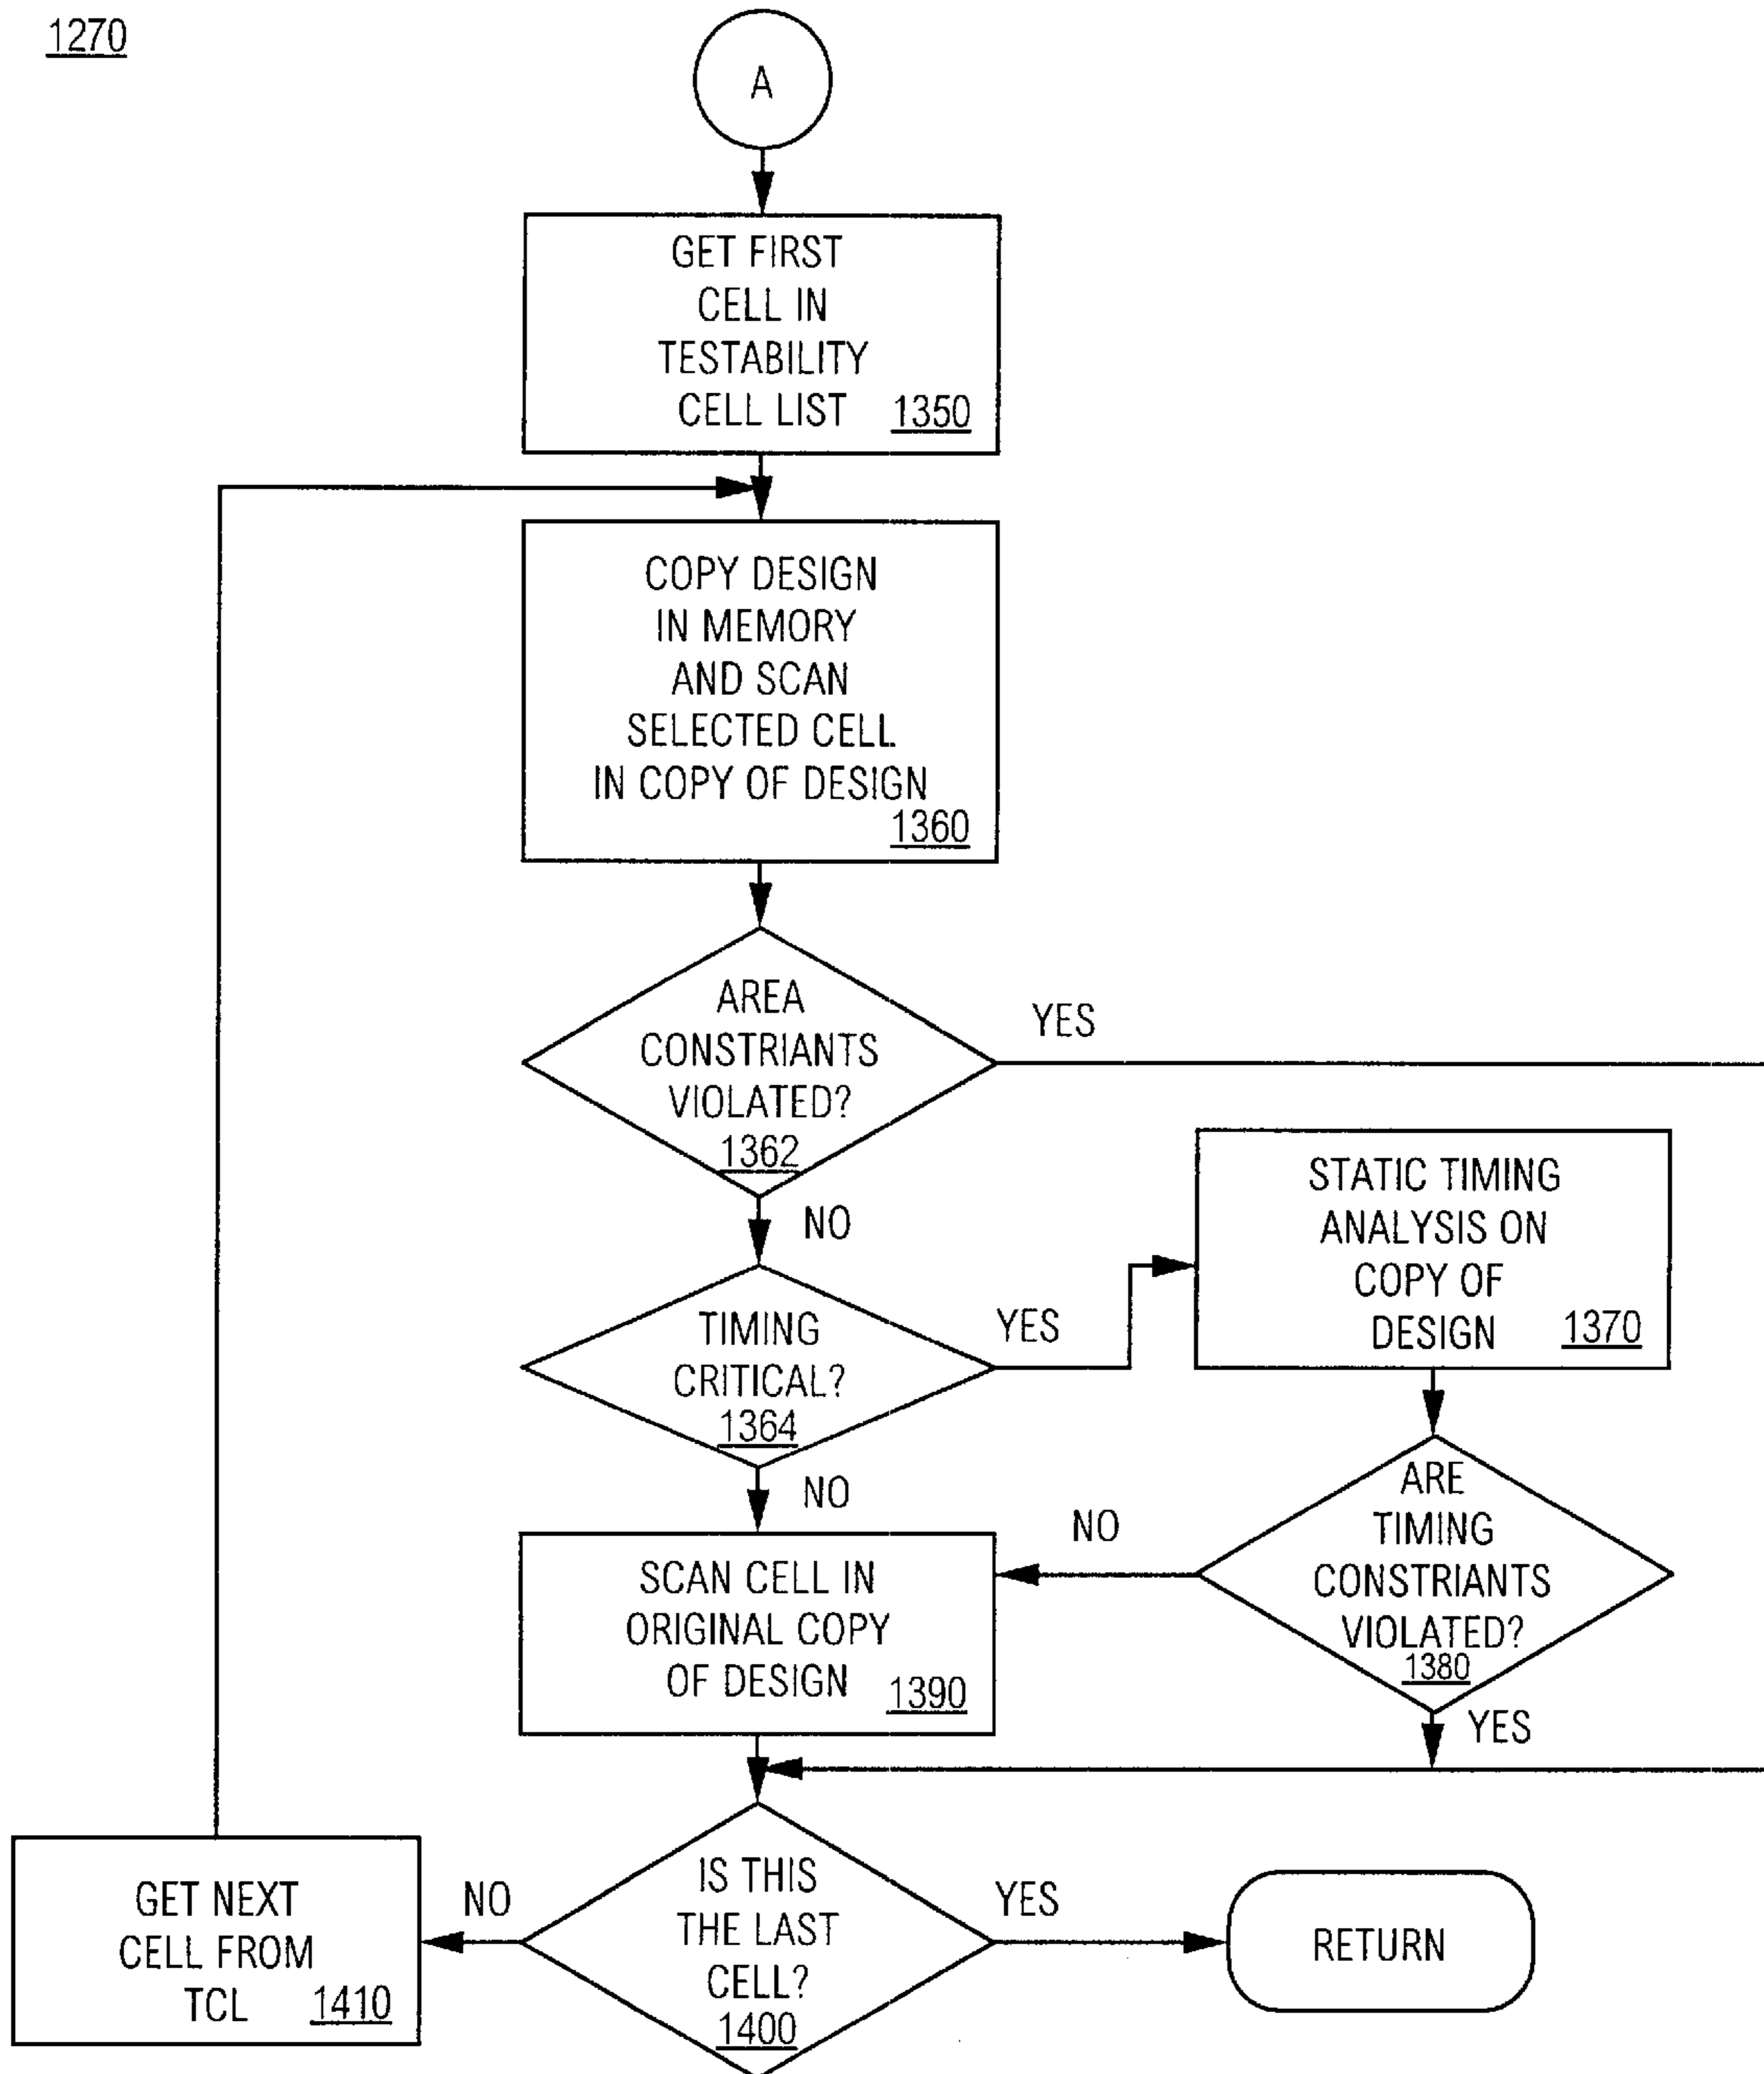 1270
A
GET FIRST
CELL IN
TESTABILITY
CELL LIST 1350
COPY DESIGN
IN MEMORY
AND SCAN
SELECTED CELL
IN COPY OF DESIGN
1360
AREA
CONSTRIANTS
VIOLATED?
1362
YES
NO
TIMING
CRITICAL?
1364
YES
NO
STATIC TIMING
ANALYSIS ON
COPY OF
DESIGN 1370
ARE
TIMING
CONSTRIANTS
VIOLATED?
1380
NO
YES
SCAN CELL IN
ORIGINAL COPY
OF DESIGN 1390
IS THIS
THE LAST
CELL?
1400
NO
YES
GET NEXT
CELL FROM
TCL 1410
RETURN